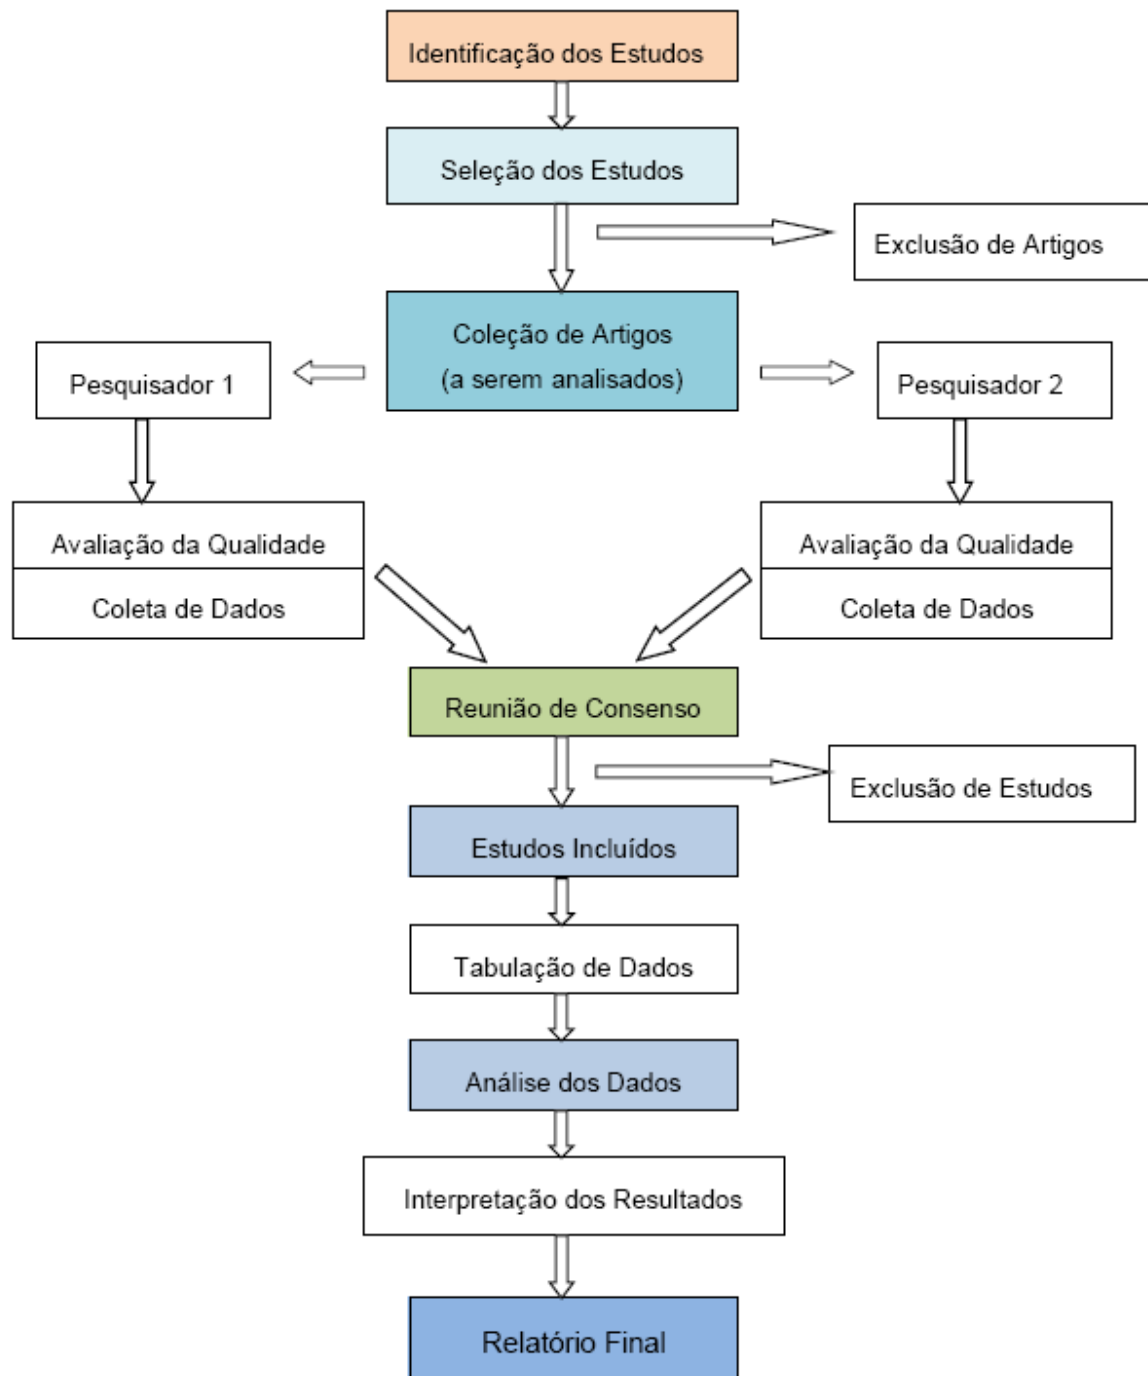 Identificação dos Estudos
Seleção dos Estudos
Exclusão de Artigos
Coleção de Artigos
(a serem analisados)
Pesquisador 1
Pesquisador 2
Avaliação da Qualidade
Coleta de Dados
Avaliação da Qualidade
Coleta de Dados
Reunião de Consenso
Exclusão de Estudos
Estudos Incluídos
Tabulação de Dados
Análise dos Dados
Interpretação dos Resultados
Relatório Final